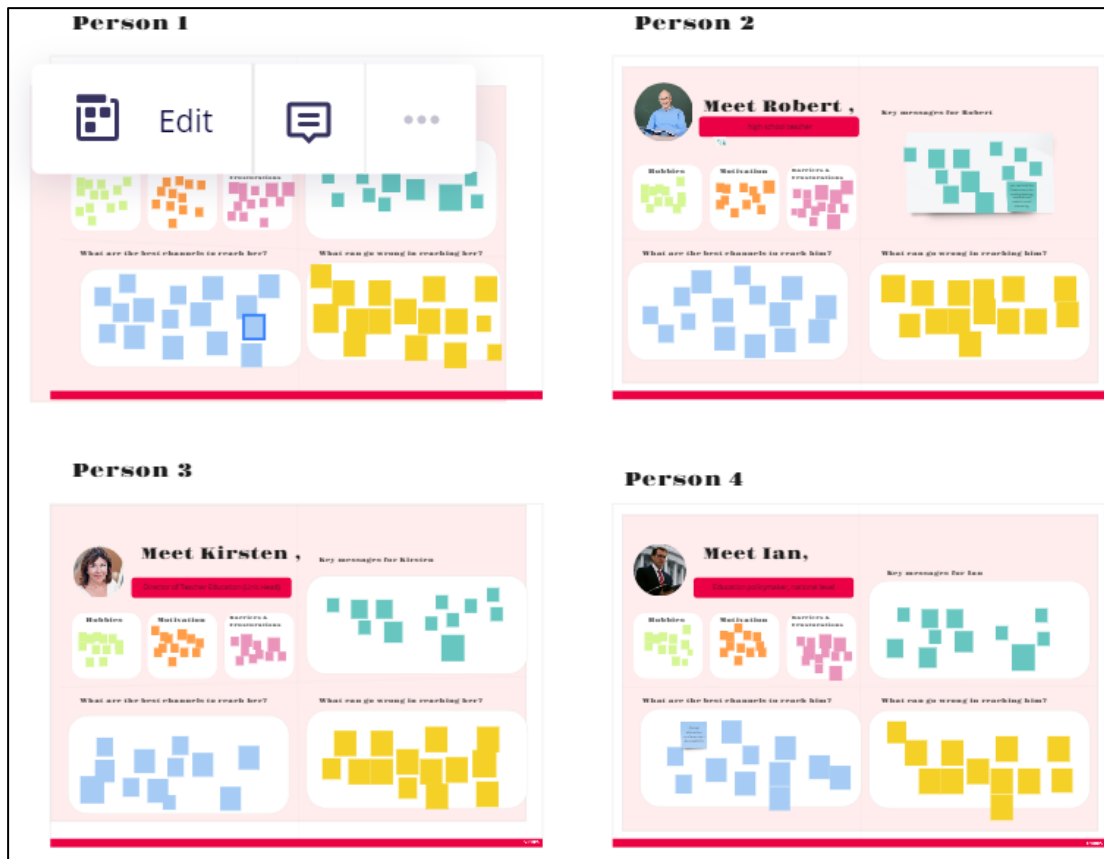 Person 1
Edit
What are the best channels to reach her?
What can go wrong in reaching her?
Person 2
Meet Robert ,
high school teacher
Key messages for Robert
Hobbies
Motivation
Barriers &
Frustrations
What are the best channels to reach him?
What can go wrong in reaching him?
Person 3
Meet Kirsten ,
Key messages for Kirsten
Hobbies
Motivation
Barriers &
Frustrations
What are the best channels to reach her?
What can go wrong in reaching her?
Person 4
Meet Ian,
Key messages for Ian
Hobbies
Motivation
Barriers &
Frustrations
What are the best channels to reach him?
What can go wrong in reaching him?